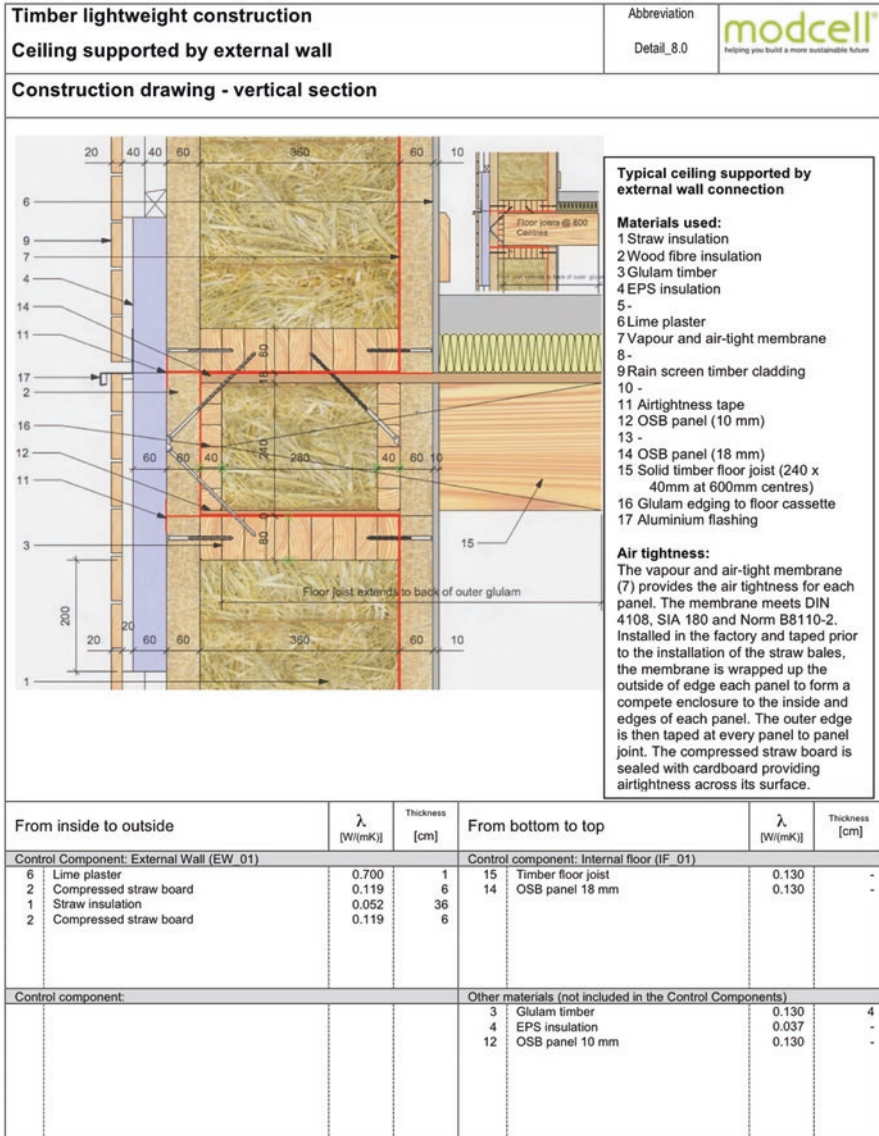 Timber lightweight construction
Ceiling supported by external wall
Abbreviation
Detail_8.0
modcell®
helping you build a more sustainable future
Construction drawing - vertical section
20 40 40 60 360 60 10
6
9
7
4
14
11
17
2
16
12
11
3
1
15
80
18
240
0
80
60 60 40 280 40 60 10
200
20
20 60 60 360 60 10
Floor joist extends to back of outer glulam
Floor joists @ 600
Centres
Typical ceiling supported by
external wall connection
Materials used:
1 Straw insulation
2 Wood fibre insulation
3 Glulam timber
4 EPS insulation
5 -
6 Lime plaster
7 Vapour and air-tight membrane
8 -
9 Rain screen timber cladding
10 -
11 Airtightness tape
12 OSB panel (10 mm)
13 -
14 OSB panel (18 mm)
15 Solid timber floor joist (240 x
40mm at 600mm centres)
16 Glulam edging to floor cassette
17 Aluminium flashing
Air tightness:
The vapour and air-tight membrane
(7) provides the air tightness for each
panel. The membrane meets DIN
4108, SIA 180 and Norm B8110-2.
Installed in the factory and taped prior
to the installation of the straw bales,
the membrane is wrapped up the
outside of edge each panel to form a
compete enclosure to the inside and
edges of each panel. The outer edge
is then taped at every panel to panel
joint. The compressed straw board is
sealed with cardboard providing
airtightness across its surface.
From inside to outside λ [W/(mK)] Thickness [cm]
Control Component: External Wall (EW_01)
6 Lime plaster 0.700 1
2 Compressed straw board 0.119 6
1 Straw insulation 0.052 36
2 Compressed straw board 0.119 6
Control component:
From bottom to top λ [W/(mK)] Thickness [cm]
Control component: Internal floor (IF_01)
15 Timber floor joist 0.130 -
14 OSB panel 18 mm 0.130 -
Other materials (not included in the Control Components)
3 Glulam timber 0.130 4
4 EPS insulation 0.037 -
12 OSB panel 10 mm 0.130 -